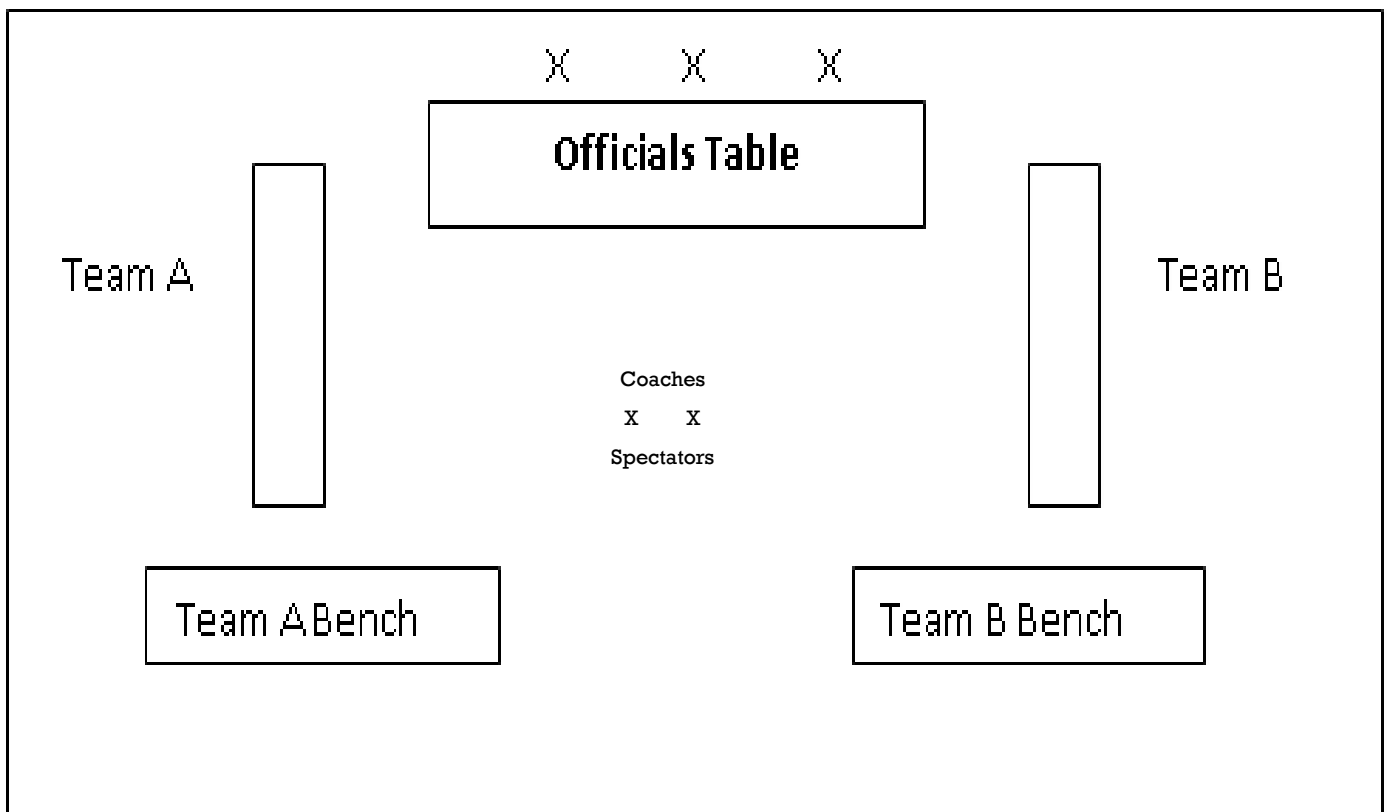 X X X
Officials Table
Team A
Team B
Coaches
X X
Spectators
Team A Bench
Team B Bench